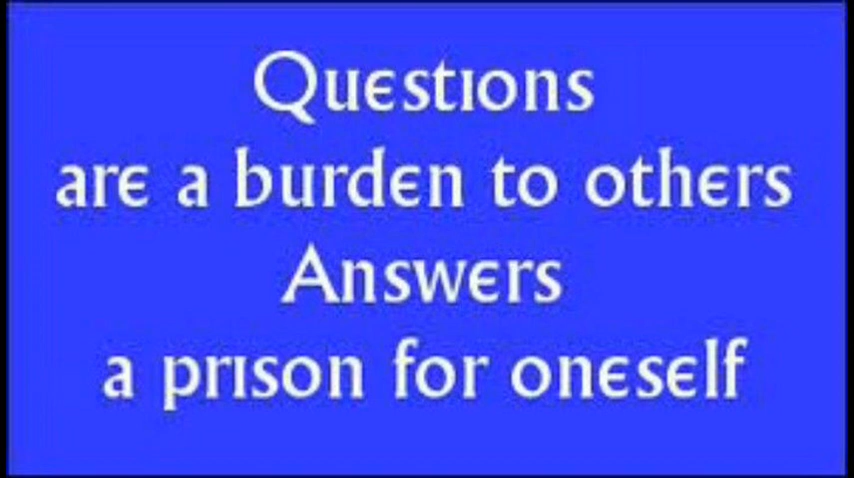 Questions
are a burden to others
Answers
a prison for oneself